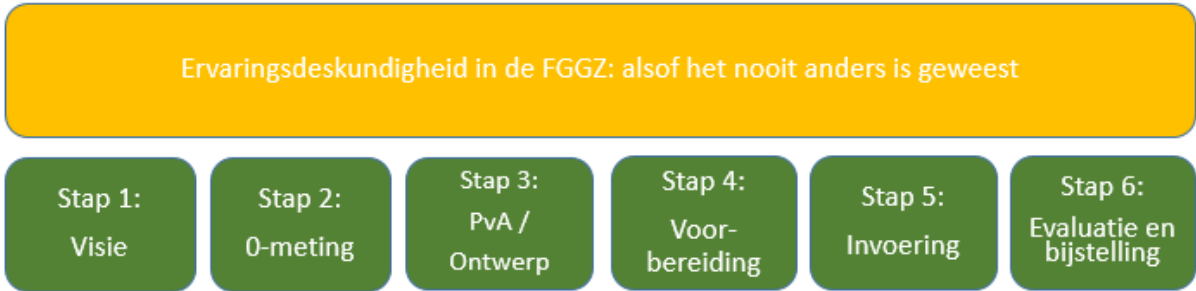 Ervaringsdeskundigheid in de FGGZ: alsof het nooit anders is geweest
Stap 1:
Visie
Stap 2:
0-meting
Stap 3:
PvA /
Ontwerp
Stap 4:
Voor-
bereiding
Stap 5:
Invoering
Stap 6:
Evaluatie en
bijstelling